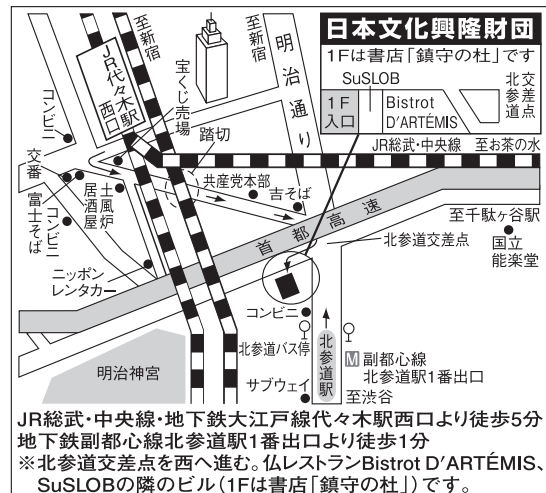 日本文化興隆財団
1Fは書店「鎮守の杜」です
SuSLOB
1F入口
Bistrot
D'ARTÉMIS
北参道交差点
至新宿
至新宿
JR代々木駅
西口
宝くじ売場
明治通り
踏切
JR総武・中央線
至お茶の水
コンビニ
交番
富士そば
コンビニ
居酒屋
土風炉
共産党本部
吉そば
首都高速
至千駄ヶ谷駅
国立能楽堂
北参道交差点
ニッポンレンタカー
コンビニ
北参道バス停
北参道駅
M 副都心線
北参道駅1番出口
明治神宮
サブウェイ
至渋谷
JR総武・中央線・地下鉄大江戸線代々木駅西口より徒歩5分
地下鉄副都心線北参道駅1番出口より徒歩1分
※北参道交差点を西へ進む。仏レストランBistrot D'ARTÉMIS、
SuSLOBの隣のビル(1Fは書店「鎮守の杜」)です。